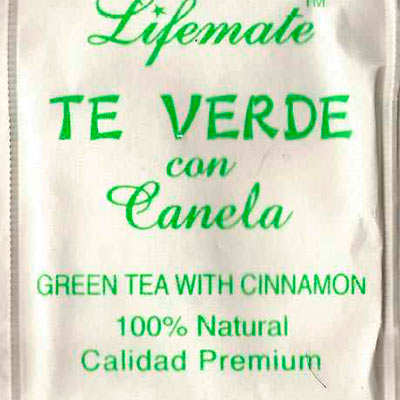 Lifemate™
TE VERDE
con
Canela
GREEN TEA WITH CINNAMON
100% Natural
Calidad Premium